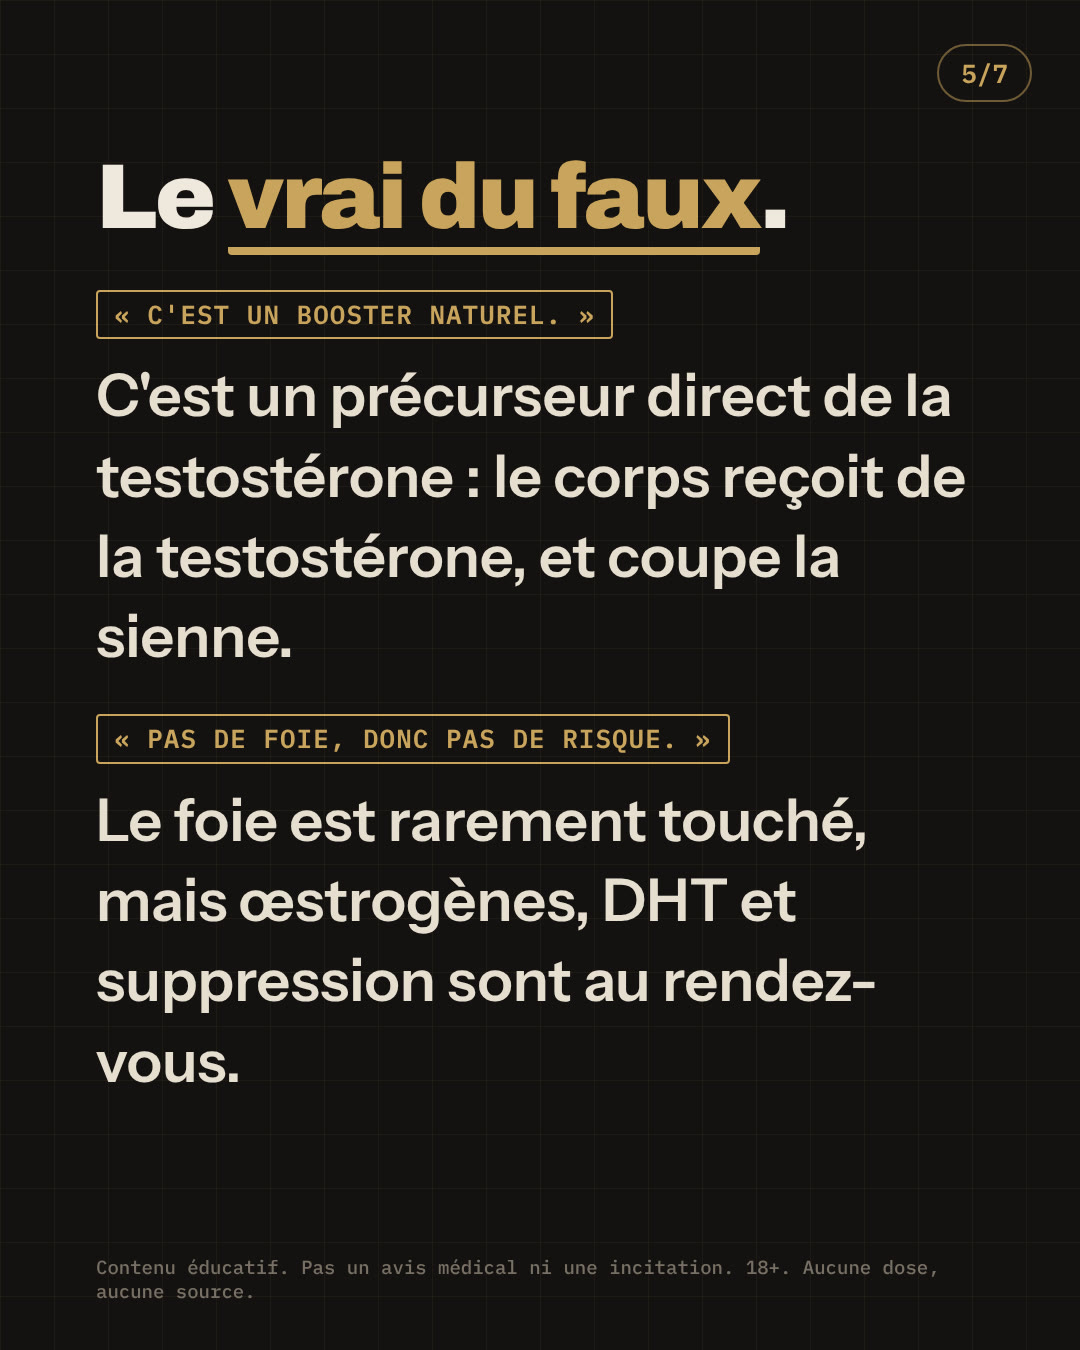 5/7
Le vrai du faux.
« C'EST UN BOOSTER NATUREL. »
C'est un précurseur direct de la
testostérone : le corps reçoit de
la testostérone, et coupe la
sienne.
« PAS DE FOIE, DONC PAS DE RISQUE. »
Le foie est rarement touché,
mais œstrogènes, DHT et
suppression sont au rendez-
vous.
Contenu éducatif. Pas un avis médical ni une incitation. 18+. Aucune dose,
aucune source.